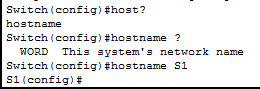 Switch(config)#host?
hostname
Switch(config)#hostname ?
  WORD  This system's network name
Switch(config)#hostname S1
S1(config)#